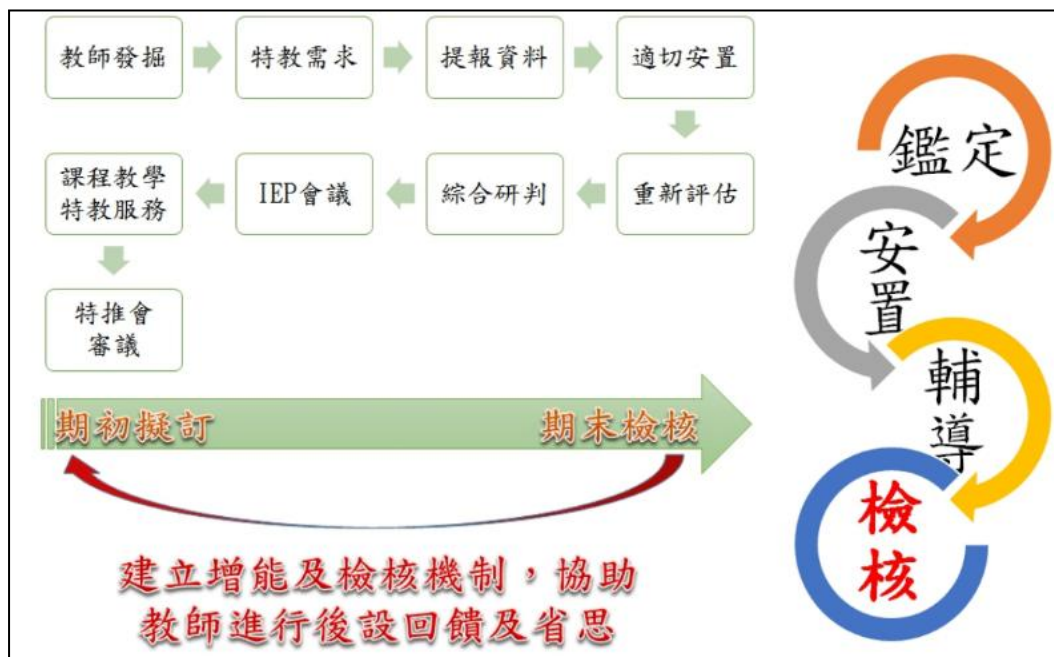 教師發掘
特教需求
提報資料
適切安置
重新評估
綜合研判
IEP會議
課程教學
特教服務
特推會
審議
期初擬訂
期末檢核
建立增能及檢核機制，協助
教師進行後設回饋及省思
鑑定
安置
輔導
檢核